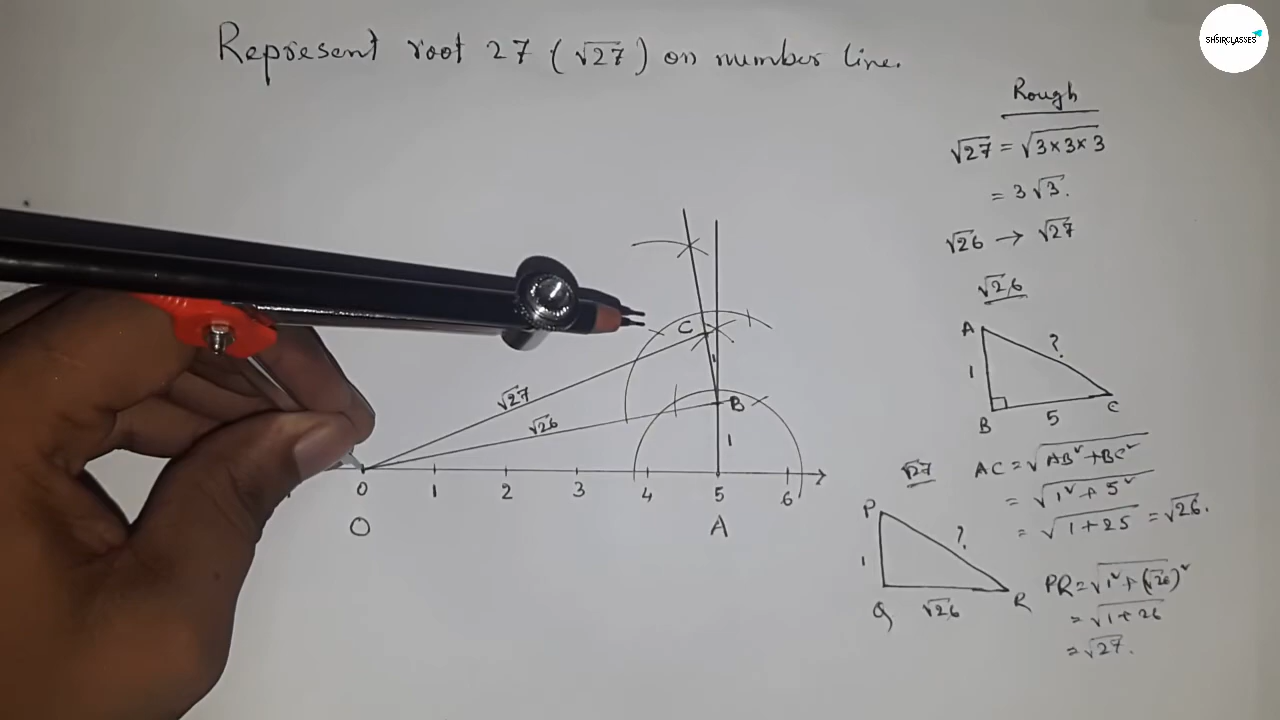 Represent root 27 (√27) on number line.
SHSIRCLASSES
Rough
√27 = √3×3×3
= 3√3.
√26 → √27
√26
A
?
1
B
5
C
AC = √AB²+BC²
= √1²+5²
= √1+25 = √26.
√27
P
?
1
Q
√26
R
PR = √1²+(√26)²
= √1+26
= √27.
C
1
√27
√26
B
1
0 1 2 3 4 5 6
O A